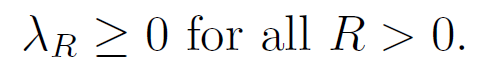 λ_R ≥ 0 for all R > 0.